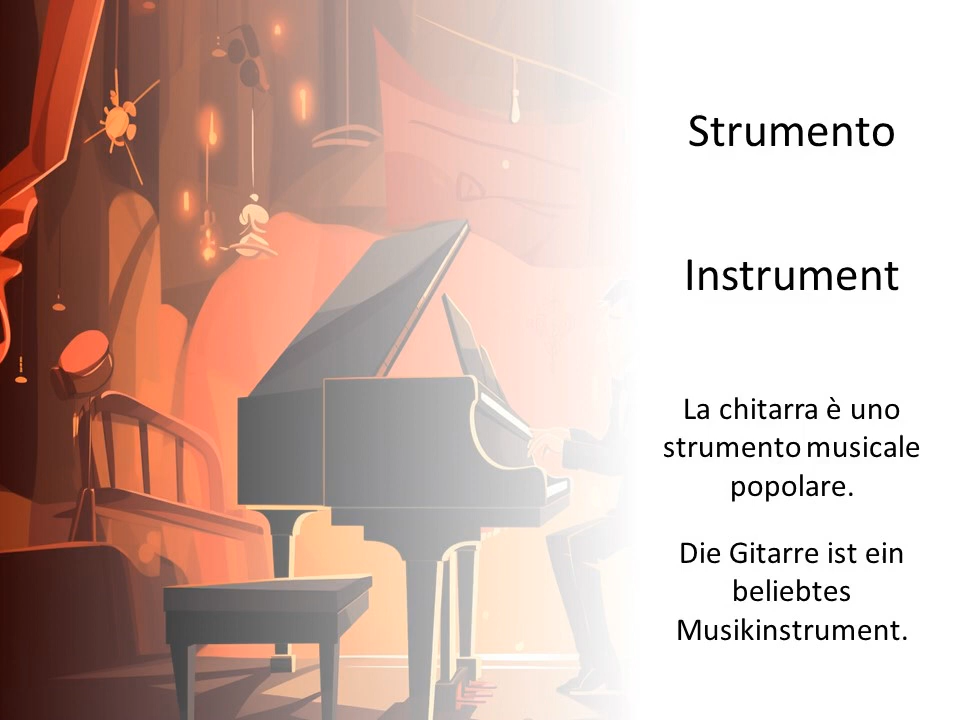 Strumento
Instrument
La chitarra è uno
strumento musicale
popolare.
Die Gitarre ist ein
beliebtes
Musikinstrument.